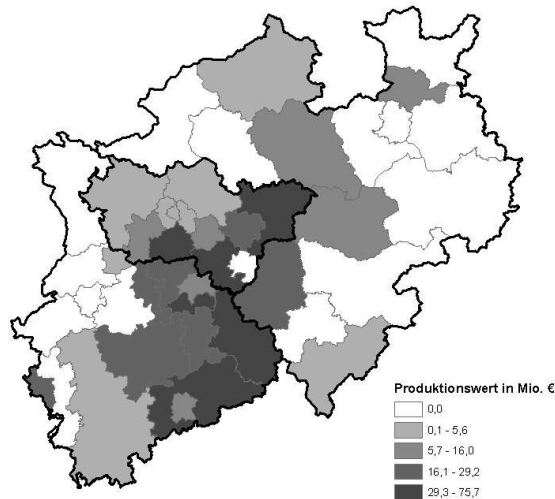 Produktionswert in Mio. €
0,0
0,1 - 5,6
5,7 - 16,0
16,1 - 29,2
29,3 - 75,7